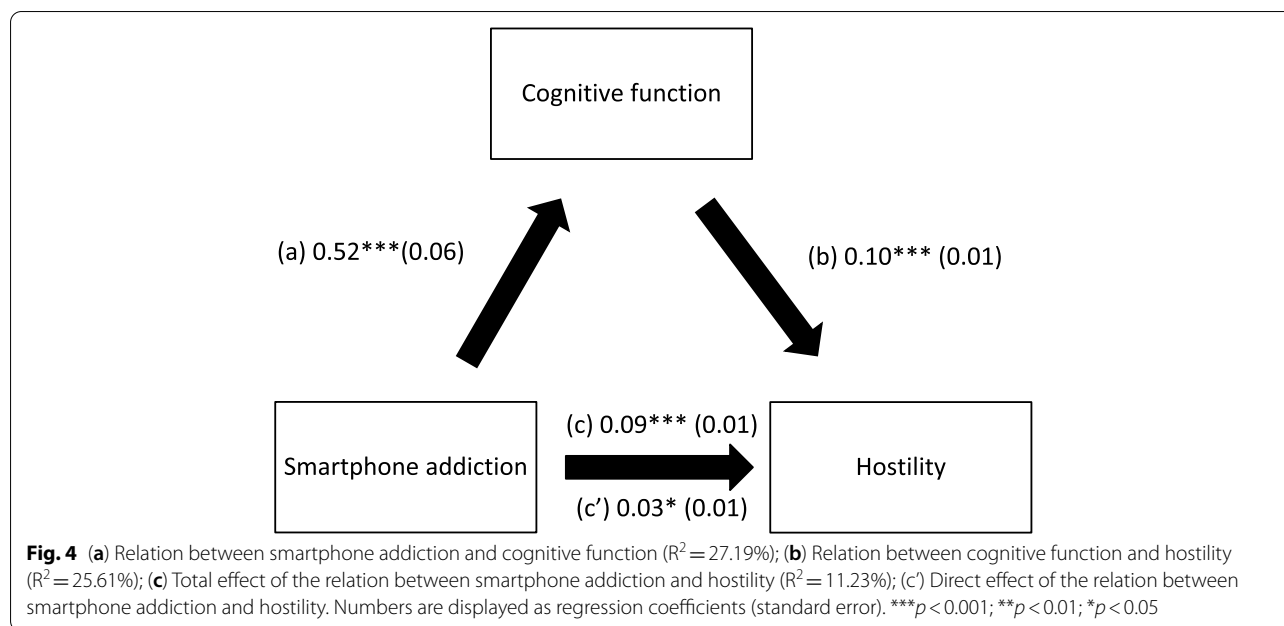 Cognitive function
(a) 0.52***(0.06)
(b) 0.10*** (0.01)
(c) 0.09*** (0.01)
Smartphone addiction
Hostility
(c’) 0.03* (0.01)
Fig. 4 (a) Relation between smartphone addiction and cognitive function (R² = 27.19%); (b) Relation between cognitive function and hostility
(R² = 25.61%); (c) Total effect of the relation between smartphone addiction and hostility (R² = 11.23%); (c’) Direct effect of the relation between
smartphone addiction and hostility. Numbers are displayed as regression coefficients (standard error). ***p < 0.001; **p < 0.01; *p < 0.05